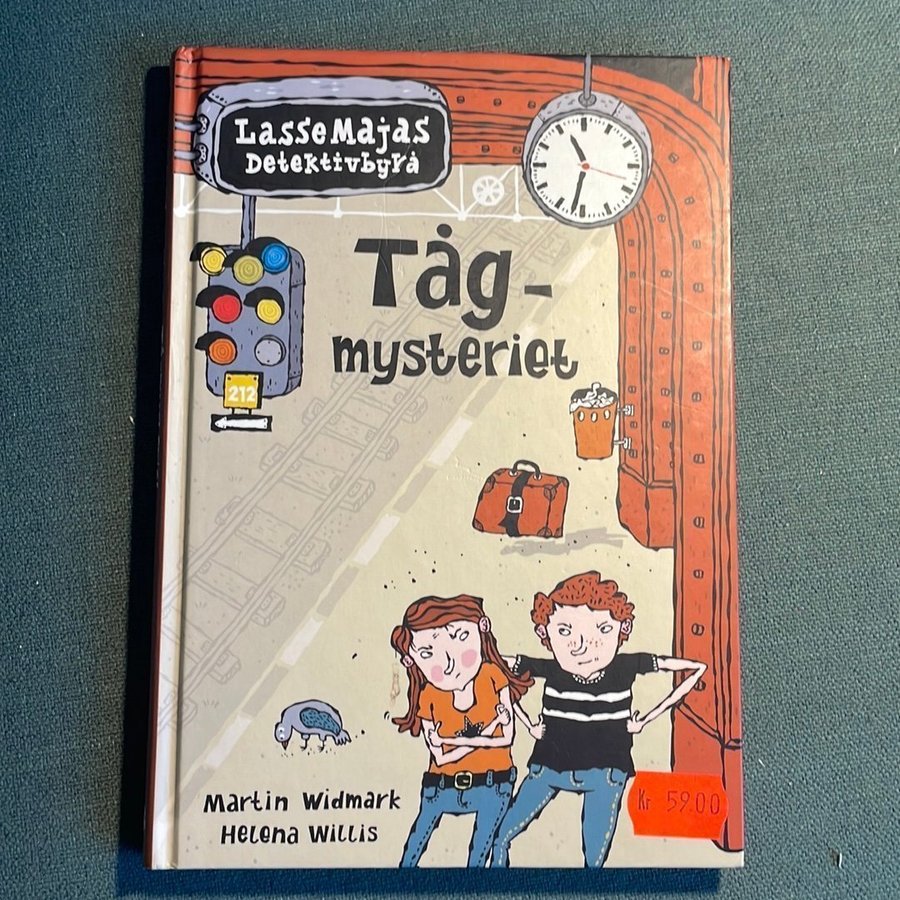 LasseMajas
Detektivbyrå
Tåg-
mysteriet
212
Martin Widmark
Helena Willis
Kr 59.00